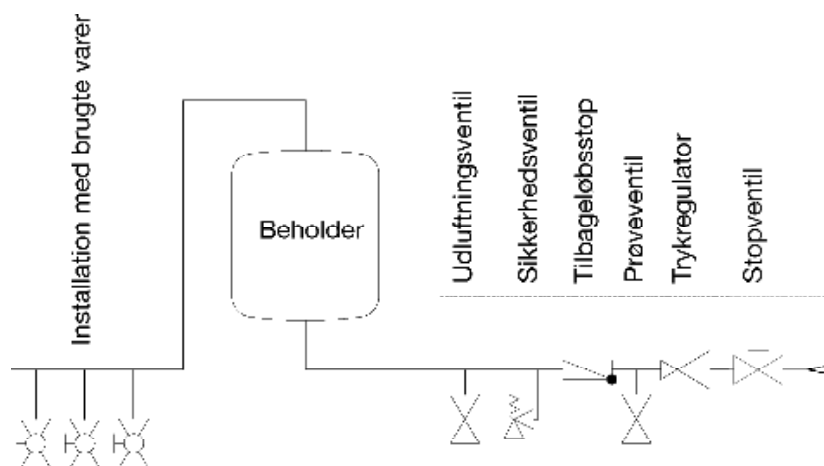 Installation med brugte varer
Beholder
Udluftningsventil
Sikkerhedsventil
Tilbageløbsstop
Prøveventil
Trykregulator
Stopventil